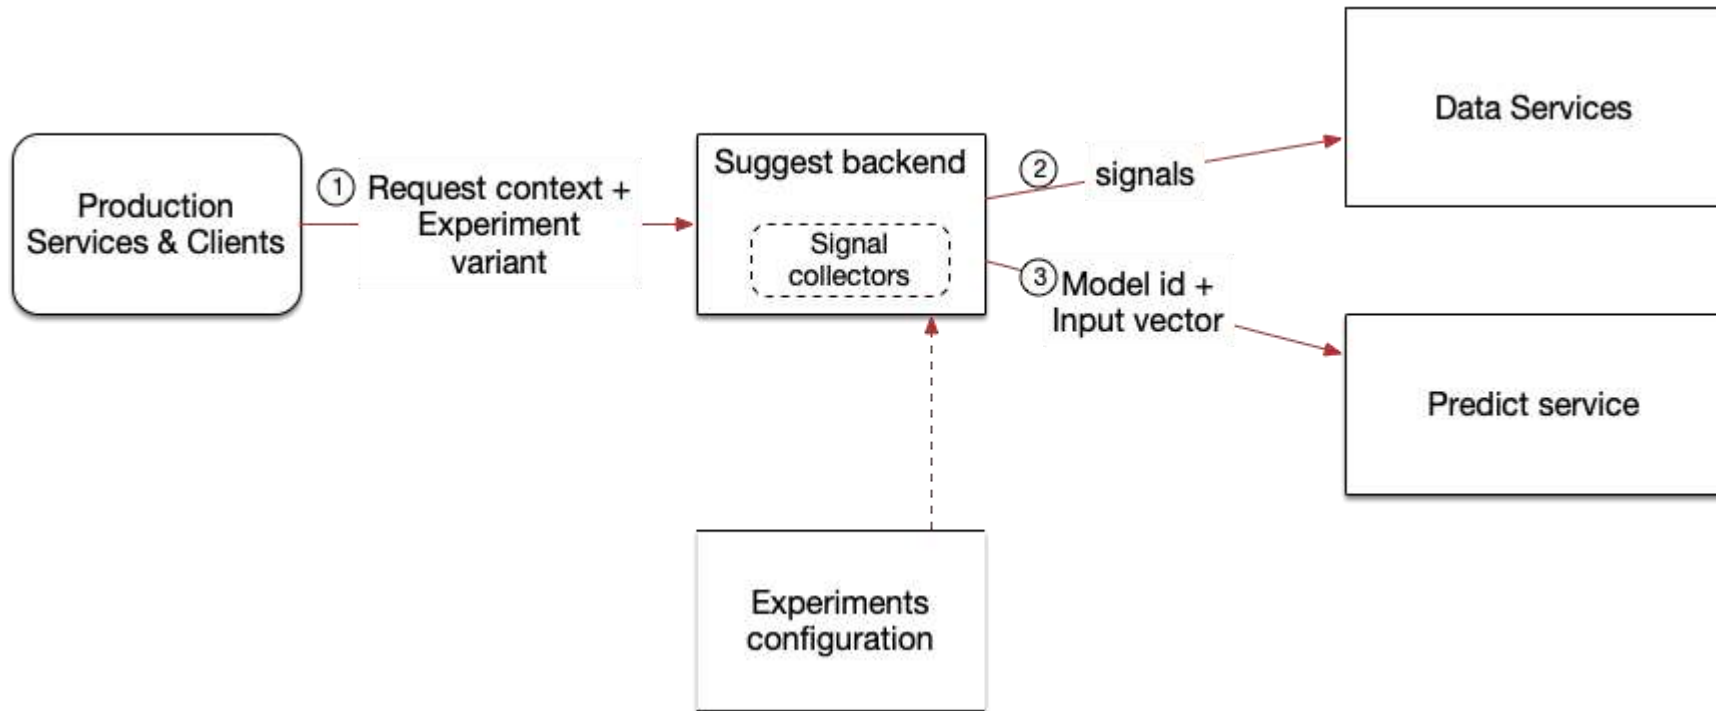 Production
Services & Clients
1
Request context +
Experiment
variant
Suggest backend
Signal
collectors
2
signals
3
Model id +
Input vector
Data Services
Predict service
Experiments
configuration